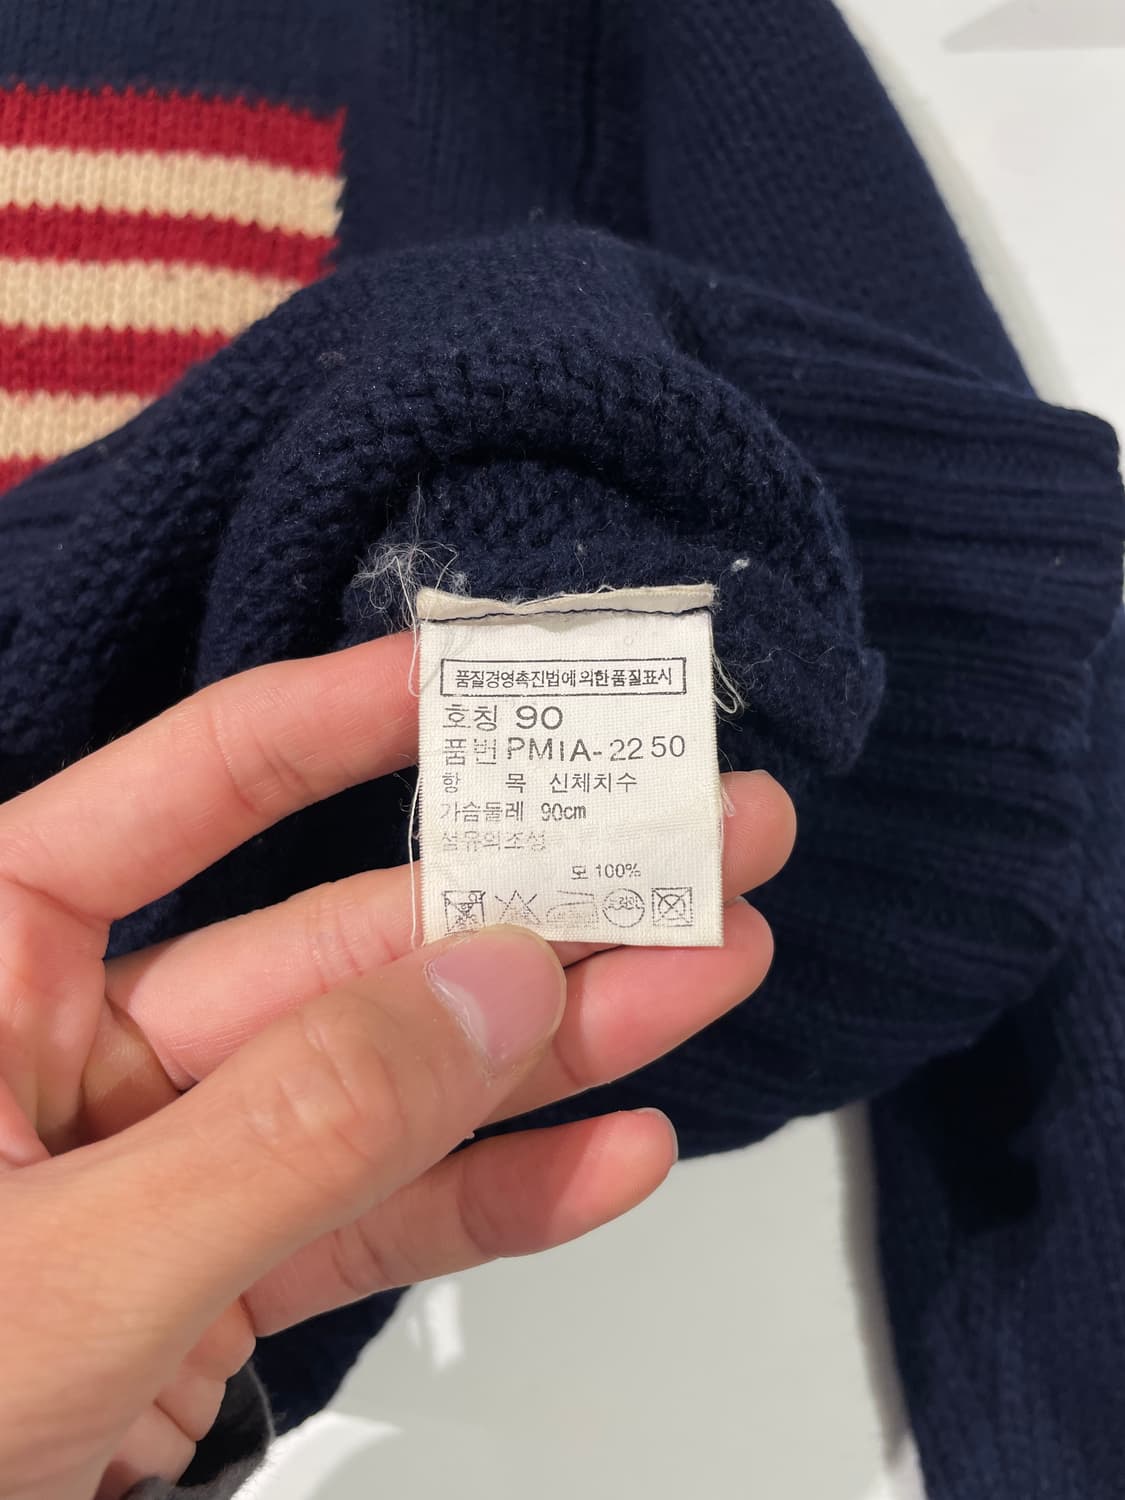 품질경영촉진법에의한품질표시
호칭 90
품번 PMIA-2250
항 목 신체치수
가슴둘레 90cm
섬유의조성
모 100%